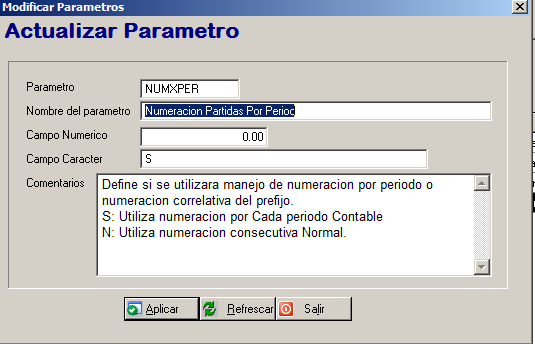 Modificar Parametros
Actualizar Parametro
Parametro NUMXPER
Nombre del parametro Numeracion Partidas Por Period
Campo Numerico 0.00
Campo Caracter S
Comentarios Define si se utilizara manejo de numeracion por periodo o
numeracion correlativa del prefijo.
S: Utiliza numeracion por Cada periodo Contable
N: Utiliza numeracion consecutiva Normal.
Aplicar Refrescar Salir